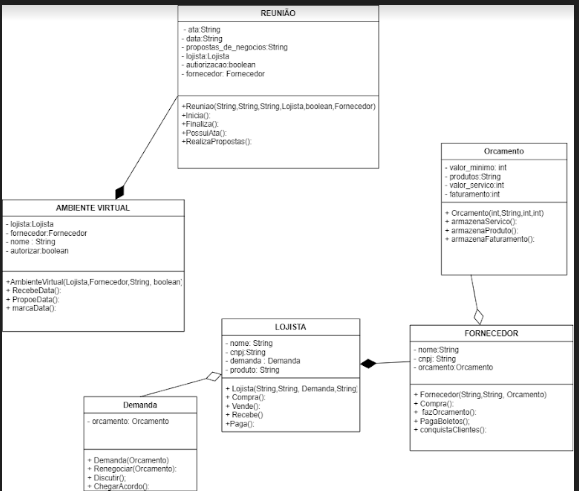 REUNIÃO
- ata:String
- data:String
- propostas_de_negocios:String
- lojista:Lojista
- autiorizacao:boolean
- fornecedor: Fornecedor
+Reuniao(String,String,String,Lojista,boolean,Fornecedor)
+Inicia():
+Finaliza():
+PossuiAta():
+RealizaPropostas():
Orcamento
- valor_minimo: int
- produtos:String
- valor_servico:int
- faturamento:int
+ Orcamento(int,String,int,int)
+ armazenaServico():
+ armazenaProduto():
+ armazenaFaturamento():
AMBIENTE VIRTUAL
- lojista:Lojista
- fornecedor:Fornecedor
- nome : String
- autorizar:boolean
+AmbienteVirtual(Lojista,Fornecedor,String, boolean)
+ RecebeData():
+ PropoeData():
+ marcaData():
LOJISTA
- nome: String
- cnpj:String
- demanda : Demanda
- produto: String
+ Lojista(String,String, Demanda,String)
+ Compra():
+ Vende():
+ Recebe()
+Paga():
FORNECEDOR
- nome:String
- cnpj: String
- orcamento:Orcamento
+ Fornecedor(String,String, Orcamento)
+ Compra():
+ fazOrcamento():
+ PagaBoletos():
+ conquistaClientes():
Demanda
- orcamento: Orcamento
+ Demanda(Orcamento)
+ Renegociar(Orcamento):
+ Discutir():
+ ChegarAcordo():